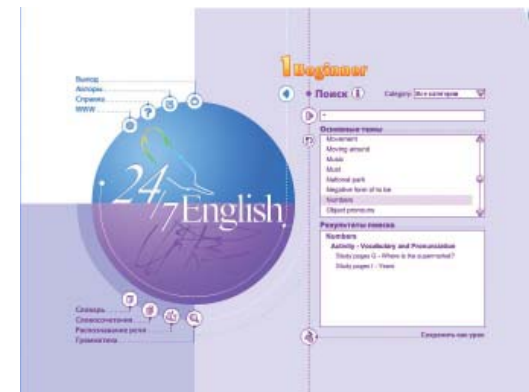 1 Beginner
Выход
Авторы
Справка
WWW
Поиск
Category: Все категории
Основные темы
Movement
Moving around
Music
Must
National park
Negative form of to be
Numbers
Object pronouns
24/7 English
Результаты поиска
Numbers
Activity - Vocabulary and Pronunciation
Study pages G - Where is the supermarket?
Study pages I - Years
Словарь
Словосочетания
Распознавание речи
Грамматика
Сохранить как урок